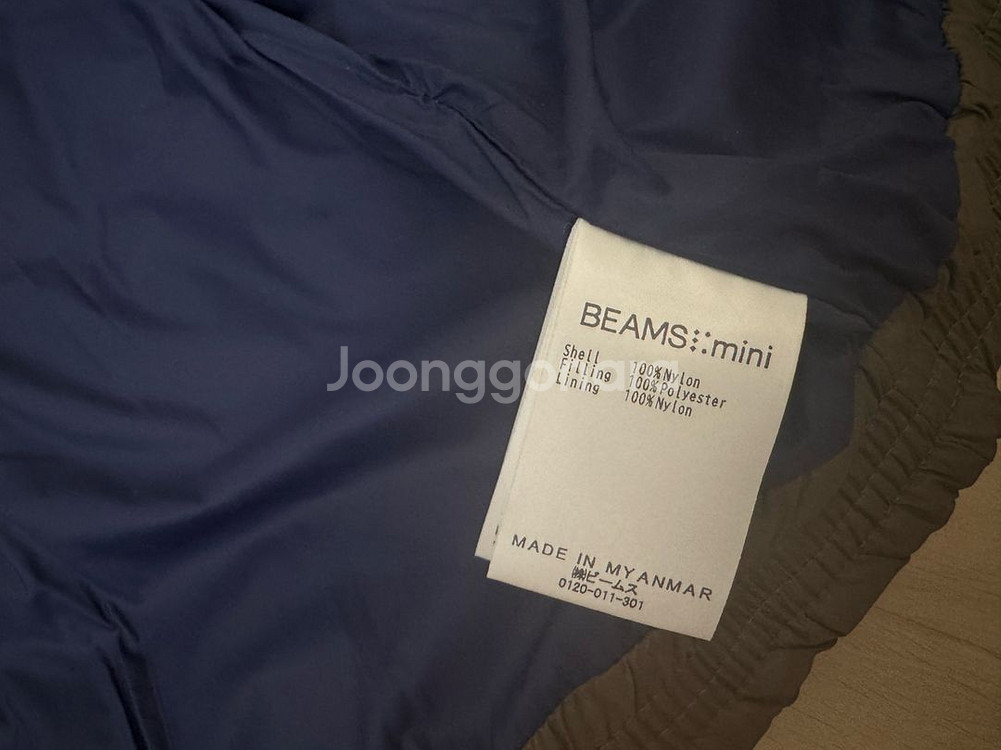 BEAMS mini
Shell 100%Nylon
Filling 100%Polyester
Lining 100%Nylon
MADE IN MYANMAR
㈱ビームス
0120-011-301